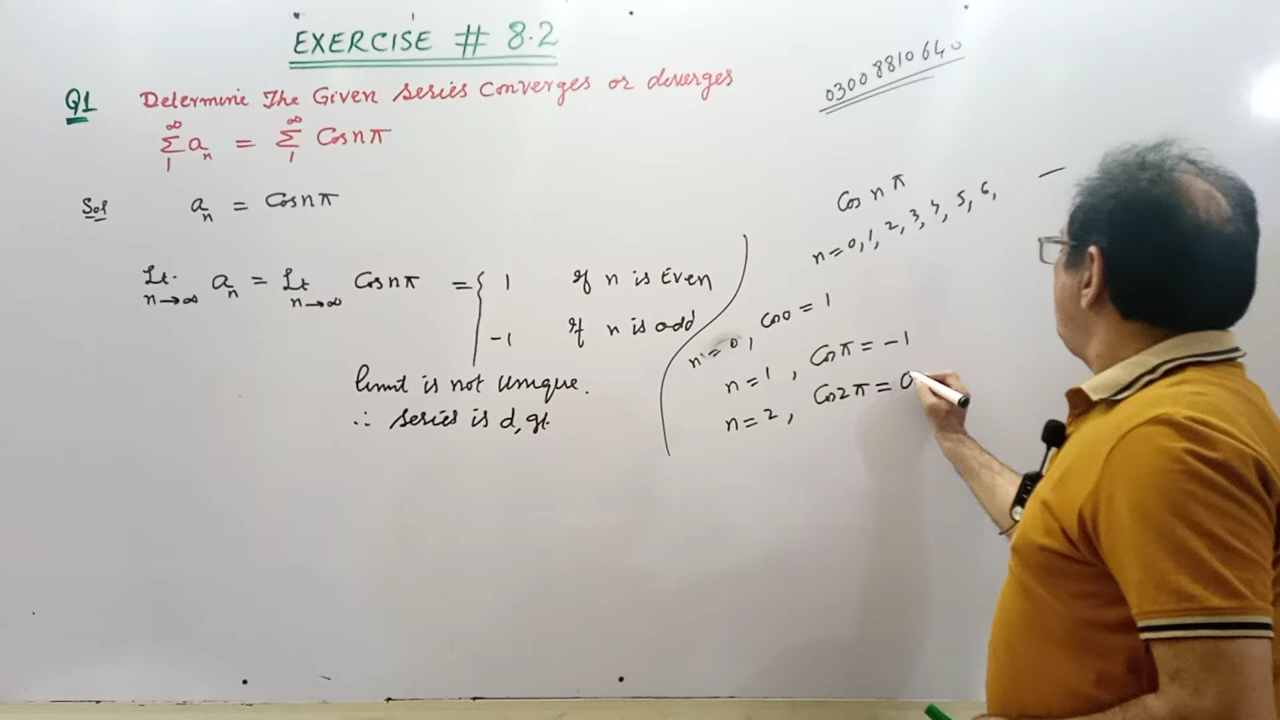 EXERCISE # 8.2
03008810640
Q1 Determine The Given Series Converges or diverges
∞ ∑ 1 aₙ = ∞ ∑ 1 Cos nπ
Sol aₙ = Cos nπ
Lt. n→∞ aₙ = Lt n→∞ Cos nπ = { 1 if n is Even
-1 if n is odd
limit is not unique.
∴ series is d,gt.
Cos n π
n = 0, 1, 2, 3, 4, 5, 6, —
n = 0, cos 0 = 1
n = 1, Cos π = -1
n = 2, Cos 2π =